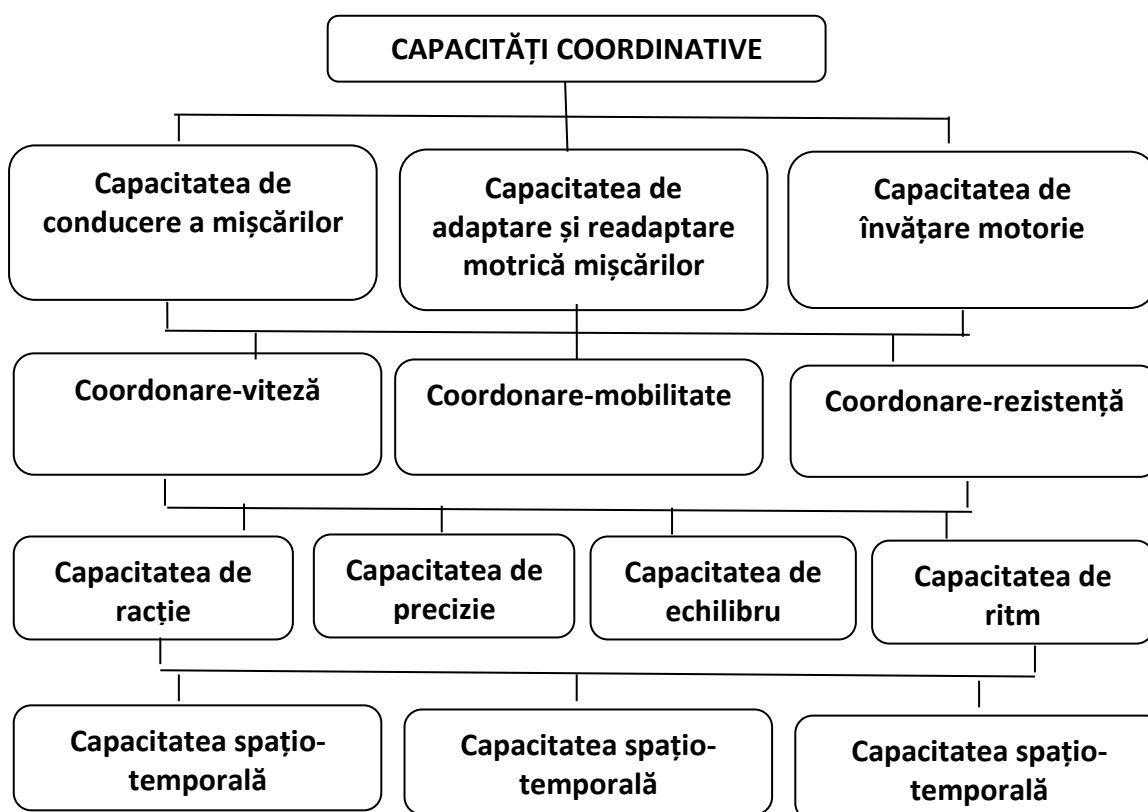 CAPACITĂȚI COORDINATIVE
Capacitatea de
conducere a mișcărilor
Capacitatea de
adaptare și readaptare
motrică mișcărilor
Capacitatea de
învățare motorie
Coordonare-viteză
Coordonare-mobilitate
Coordonare-rezistență
Capacitatea de
racție
Capacitatea de
precizie
Capacitatea de
echilibru
Capacitatea de
ritm
Capacitatea spațio-
temporală
Capacitatea spațio-
temporală
Capacitatea spațio-
temporală